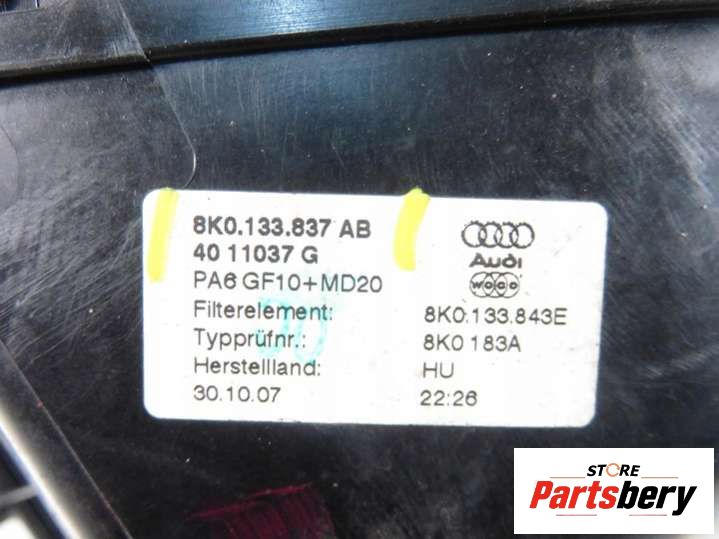 8K0.133.837 AB
40 11037 G
PA6 GF10+MD20
Audi
WOCO
Filterelement: 8K0.133.843E
Typprüfnr.: 8K0 183A
Herstellland: HU
30.10.07 22:26
STORE
Partsbery